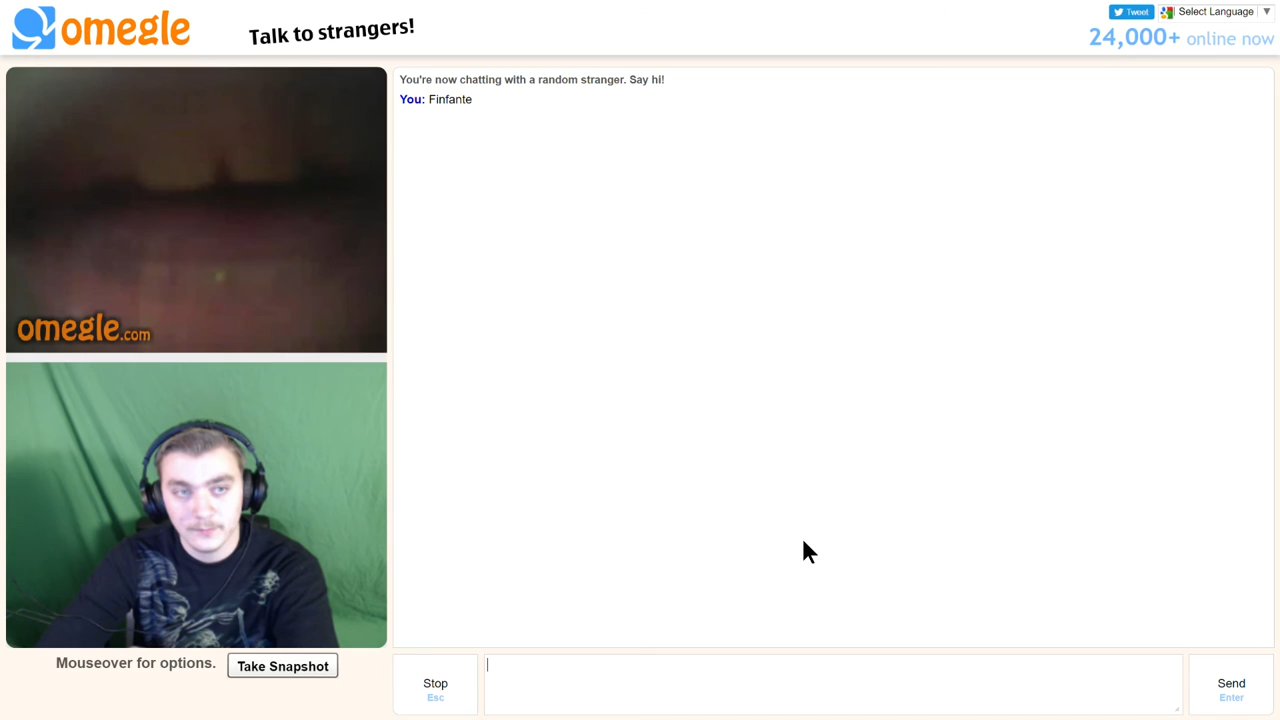 omegle
Talk to strangers!
Tweet
Select Language
24,000+ online now
You're now chatting with a random stranger. Say hi!
You: Finfante
omegle.com
Mouseover for options.
Take Snapshot
Stop
Esc
Send
Enter